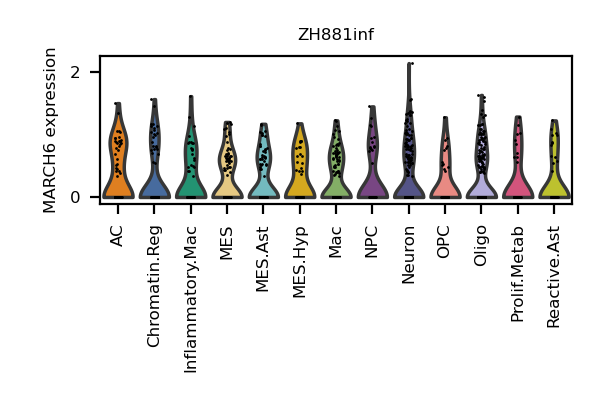 ZH881inf
MARCH6 expression
2
0
AC
Chromatin.Reg
Inflammatory.Mac
MES
MES.Ast
MES.Hyp
Mac
NPC
Neuron
OPC
Oligo
Prolif.Metab
Reactive.Ast